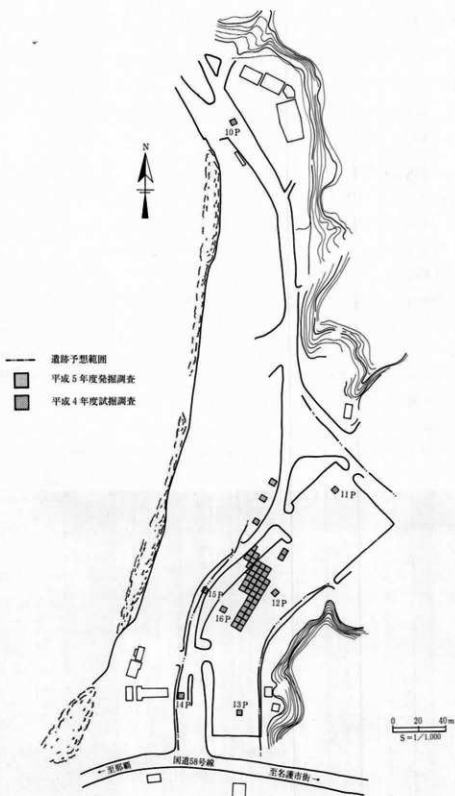 10P
N
遺跡予想範囲
平成5年度発掘調査
平成4年度試掘調査
11P
15P
12P
16P
14P
13P
0 20 40m
S=1/1,000
←至那覇
国道58号線
至名護市街→